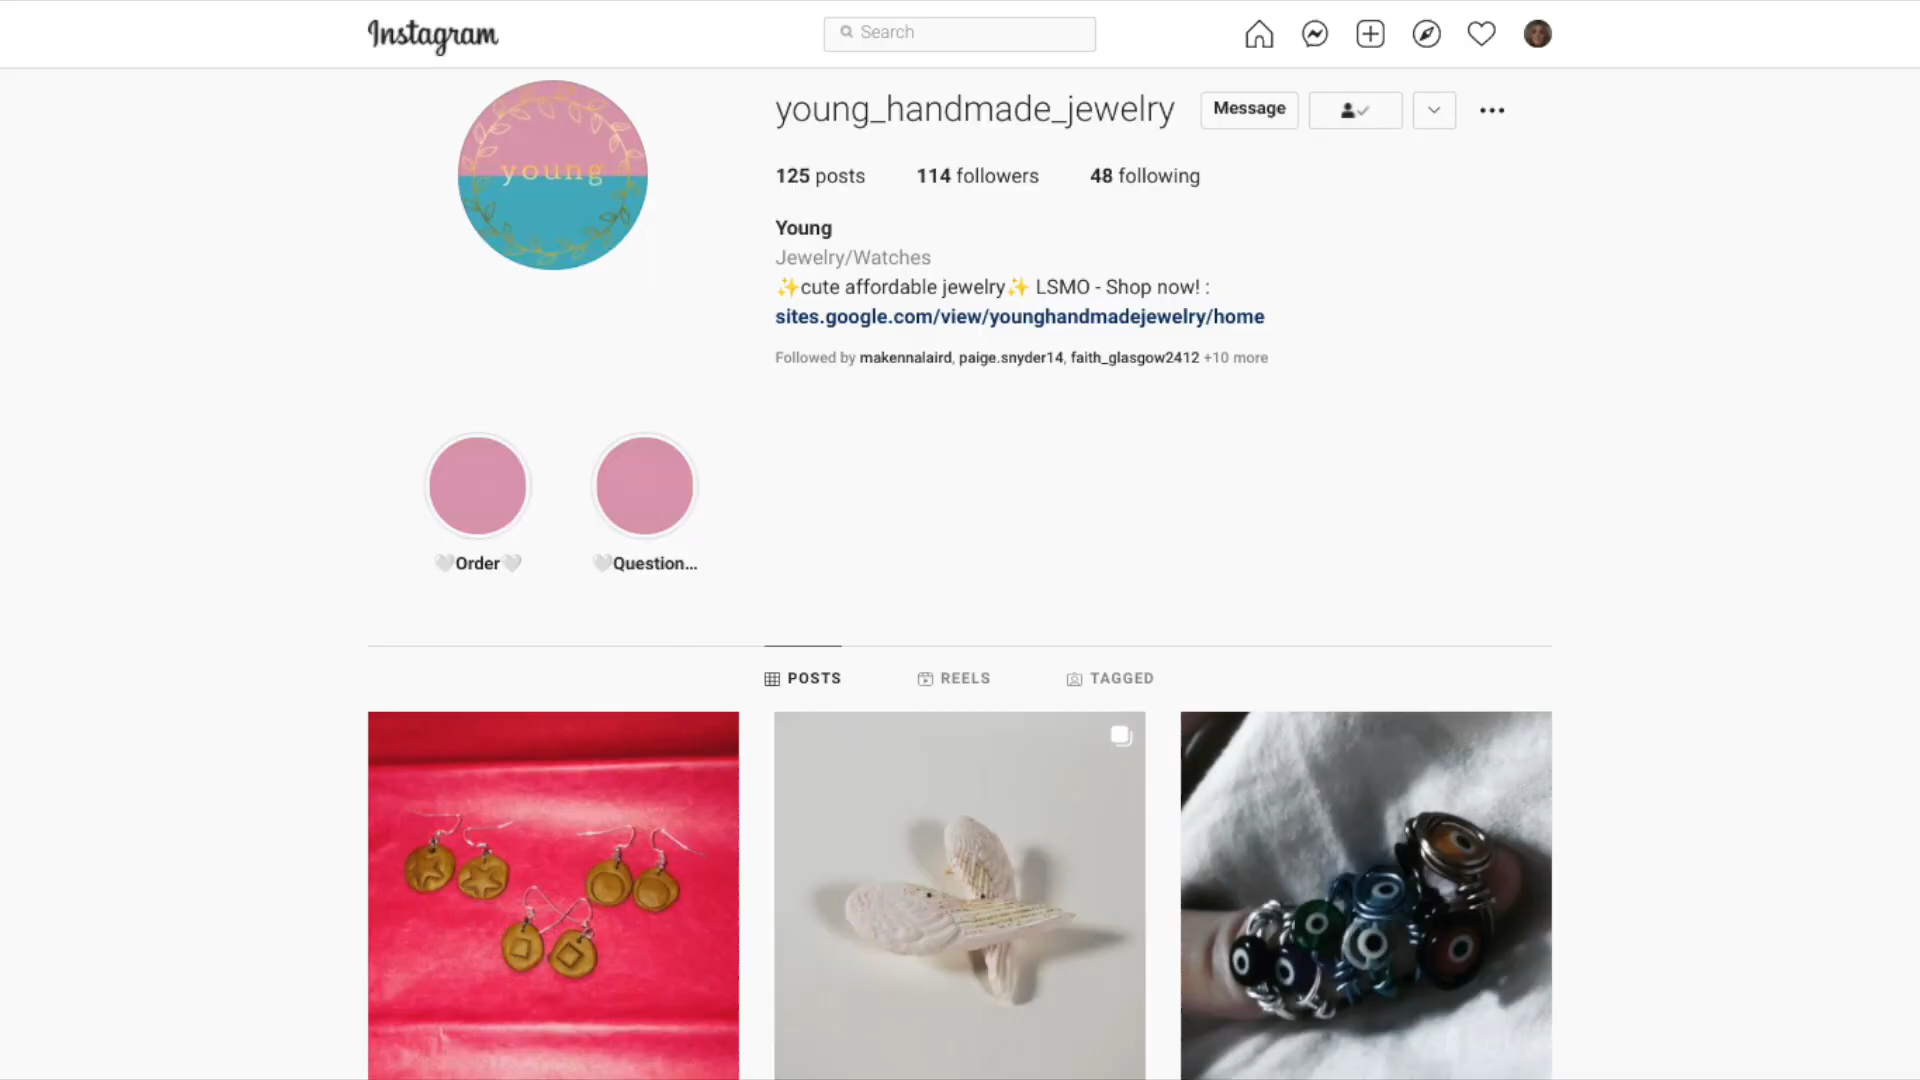 Instagram
Search
young
young_handmade_jewelry
Message
125 posts 114 followers 48 following
Young
Jewelry/Watches
✨cute affordable jewelry✨ LSMO - Shop now! :
sites.google.com/view/younghandmadejewelry/home
Followed by makennalaird, paige.snyder14, faith_glasgow2412 +10 more
🤍Order🤍
🤍Question...
POSTS REELS TAGGED